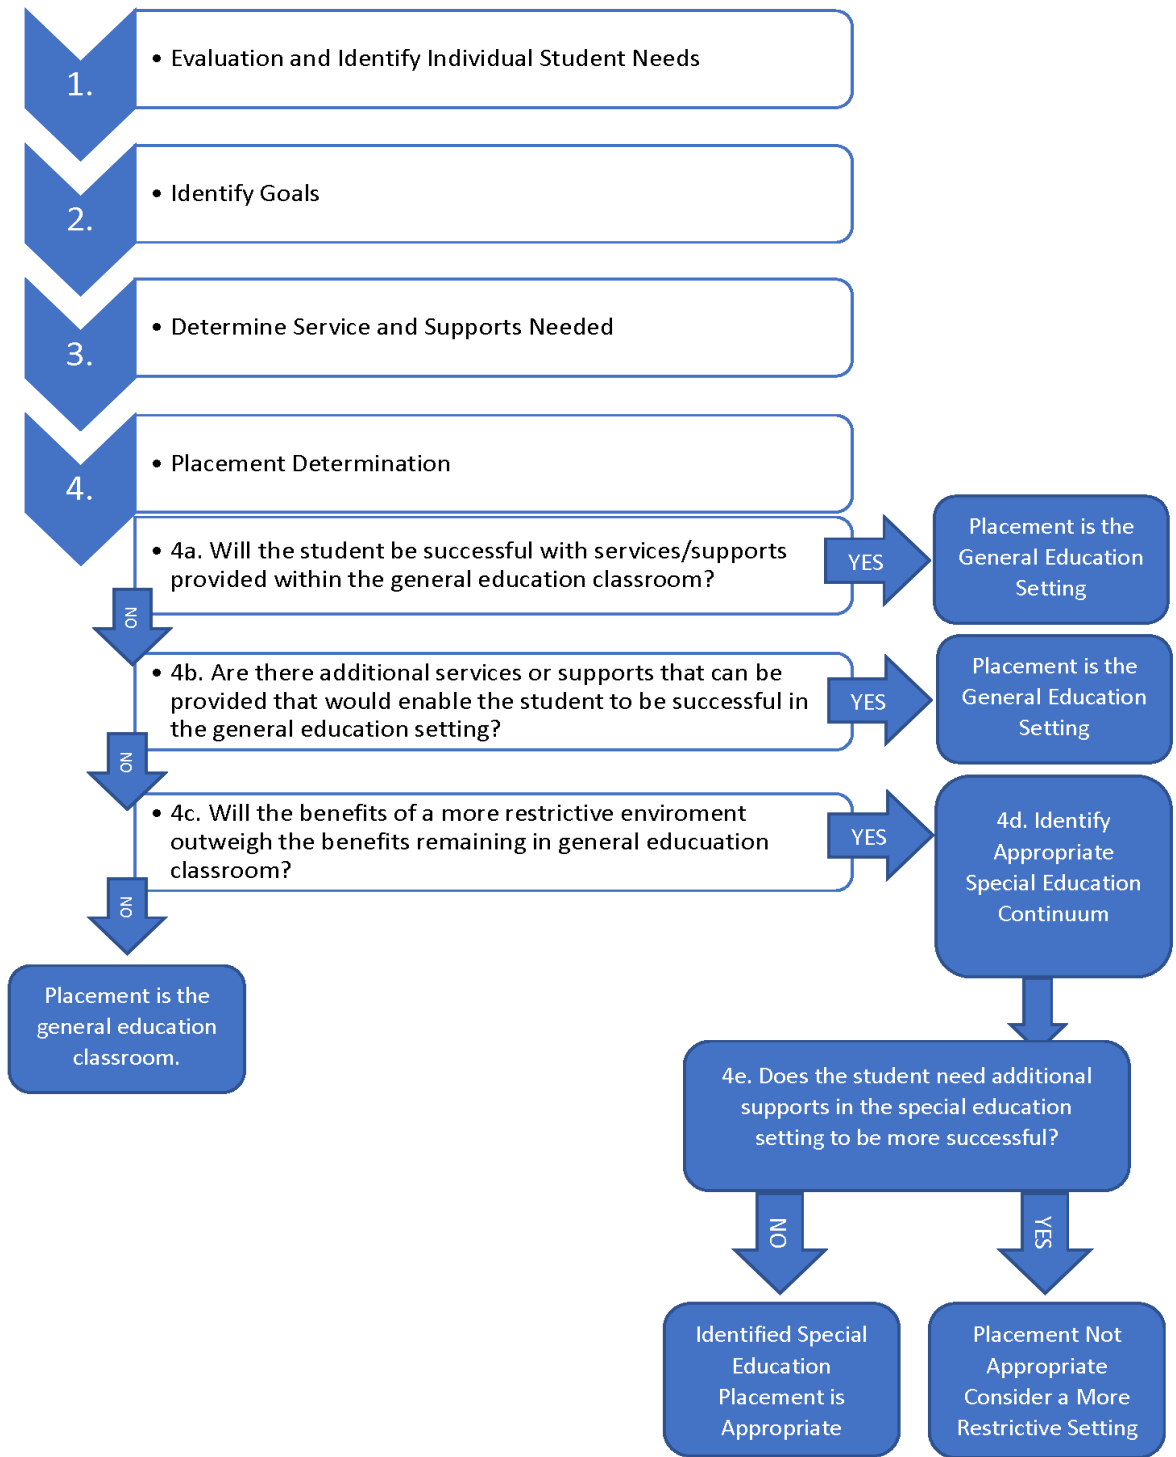 1.
• Evaluation and Identify Individual Student Needs
2.
• Identify Goals
3.
• Determine Service and Supports Needed
4.
• Placement Determination
• 4a. Will the student be successful with services/supports
provided within the general education classroom?
YES
Placement is the
General Education
Setting
NO
• 4b. Are there additional services or supports that can be
provided that would enable the student to be successful in
the general education setting?
YES
Placement is the
General Education
Setting
NO
• 4c. Will the benefits of a more restrictive enviroment
outweigh the benefits remaining in general educuation
classroom?
YES
4d. Identify
Appropriate
Special Education
Continuum
NO
Placement is the
general education
classroom.
4e. Does the student need additional
supports in the special education
setting to be more successful?
NO
YES
Identified Special
Education
Placement is
Appropriate
Placement Not
Appropriate
Consider a More
Restrictive Setting